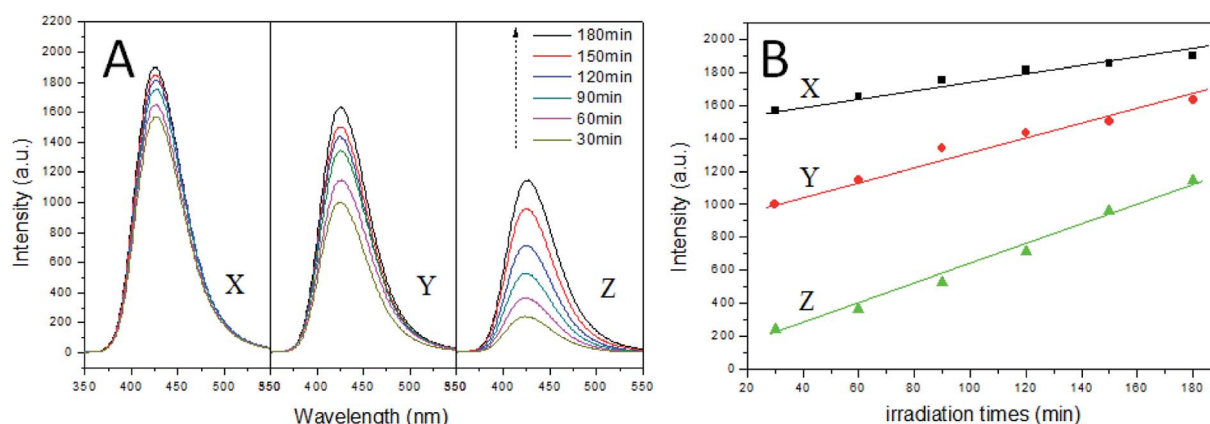 A
2200
2000
1800
1600
1400
1200
1000
800
600
400
200
0
Intensity (a.u.)
X
Y
Z
180min
150min
120min
90min
60min
30min
350 400 450 500 550 400 450 500 550 400 450 500 550
Wavelength (nm)
B
2000
1800
1600
1400
1200
1000
800
600
400
200
0
Intensity (a.u.)
X
Y
Z
20 40 60 80 100 120 140 160 180
irradiation times (min)